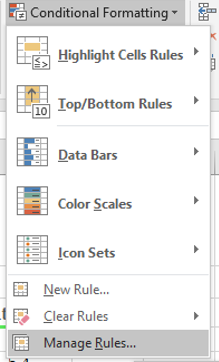 Conditional Formatting
Highlight Cells Rules
10
Top/Bottom Rules
Data Bars
Color Scales
Icon Sets
New Rule...
Clear Rules
Manage Rules...